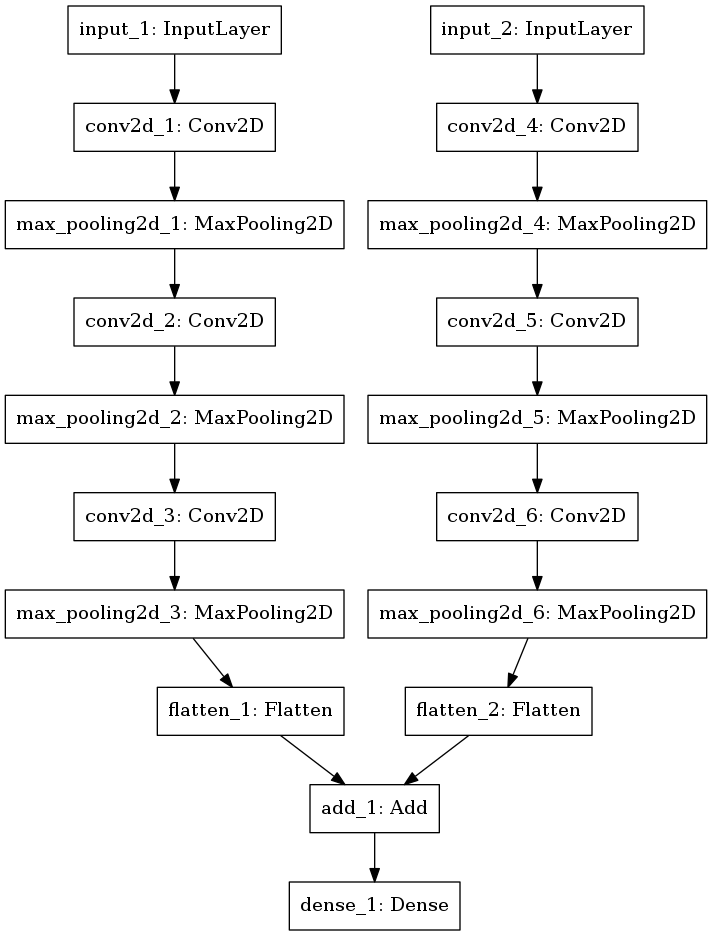 input_1: InputLayer
input_2: InputLayer
conv2d_1: Conv2D
conv2d_4: Conv2D
max_pooling2d_1: MaxPooling2D
max_pooling2d_4: MaxPooling2D
conv2d_2: Conv2D
conv2d_5: Conv2D
max_pooling2d_2: MaxPooling2D
max_pooling2d_5: MaxPooling2D
conv2d_3: Conv2D
conv2d_6: Conv2D
max_pooling2d_3: MaxPooling2D
max_pooling2d_6: MaxPooling2D
flatten_1: Flatten
flatten_2: Flatten
add_1: Add
dense_1: Dense